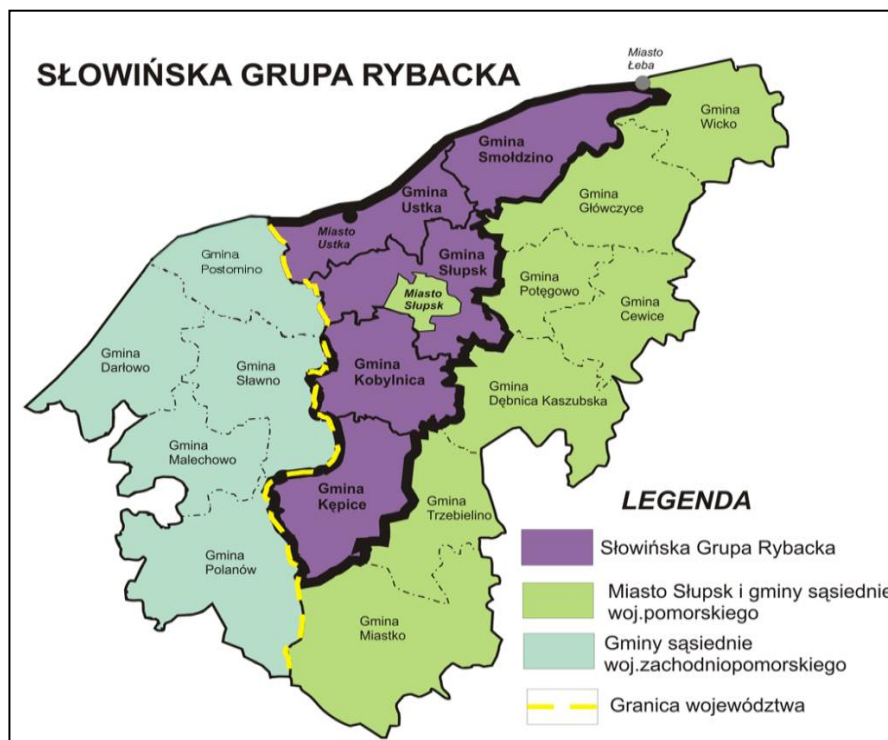 SŁOWIŃSKA GRUPA RYBACKA
Miasto
Łeba
Gmina
Wicko
Gmina
Smołdzino
Gmina
Główczyce
Gmina
Ustka
Miasto
Ustka
Gmina
Postomino
Gmina
Słupsk
Miasto
Słupsk
Gmina
Potęgowo
Gmina
Cewice
Gmina
Darłowo
Gmina
Sławno
Gmina
Kobylnica
Gmina
Dębnica Kaszubska
Gmina
Malechowo
Gmina
Kępice
Gmina
Trzebielino
Gmina
Polanów
Gmina
Miastko
LEGENDA
Słowińska Grupa Rybacka
Miasto Słupsk i gminy sąsiednie
woj.pomorskiego
Gminy sąsiednie
woj.zachodniopomorskiego
Granica województwa